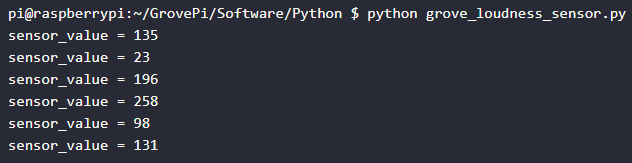 pi@raspberrypi:~/GrovePi/Software/Python $ python grove_loudness_sensor.py
sensor_value = 135
sensor_value = 23
sensor_value = 196
sensor_value = 258
sensor_value = 98
sensor_value = 131